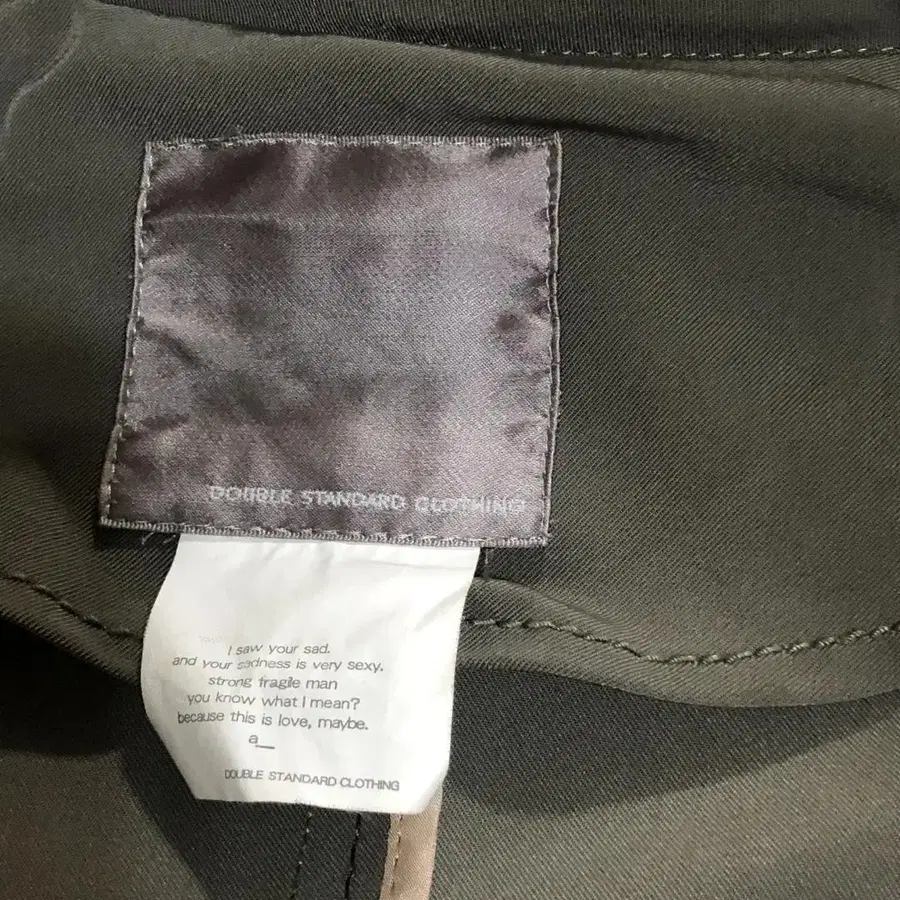 DOUBLE STANDARD CLOTHING
I saw your sad.
and your sadness is very sexy.
strong fragile man
you know what I mean?
because this is love, maybe.
a_
DOUBLE STANDARD CLOTHING